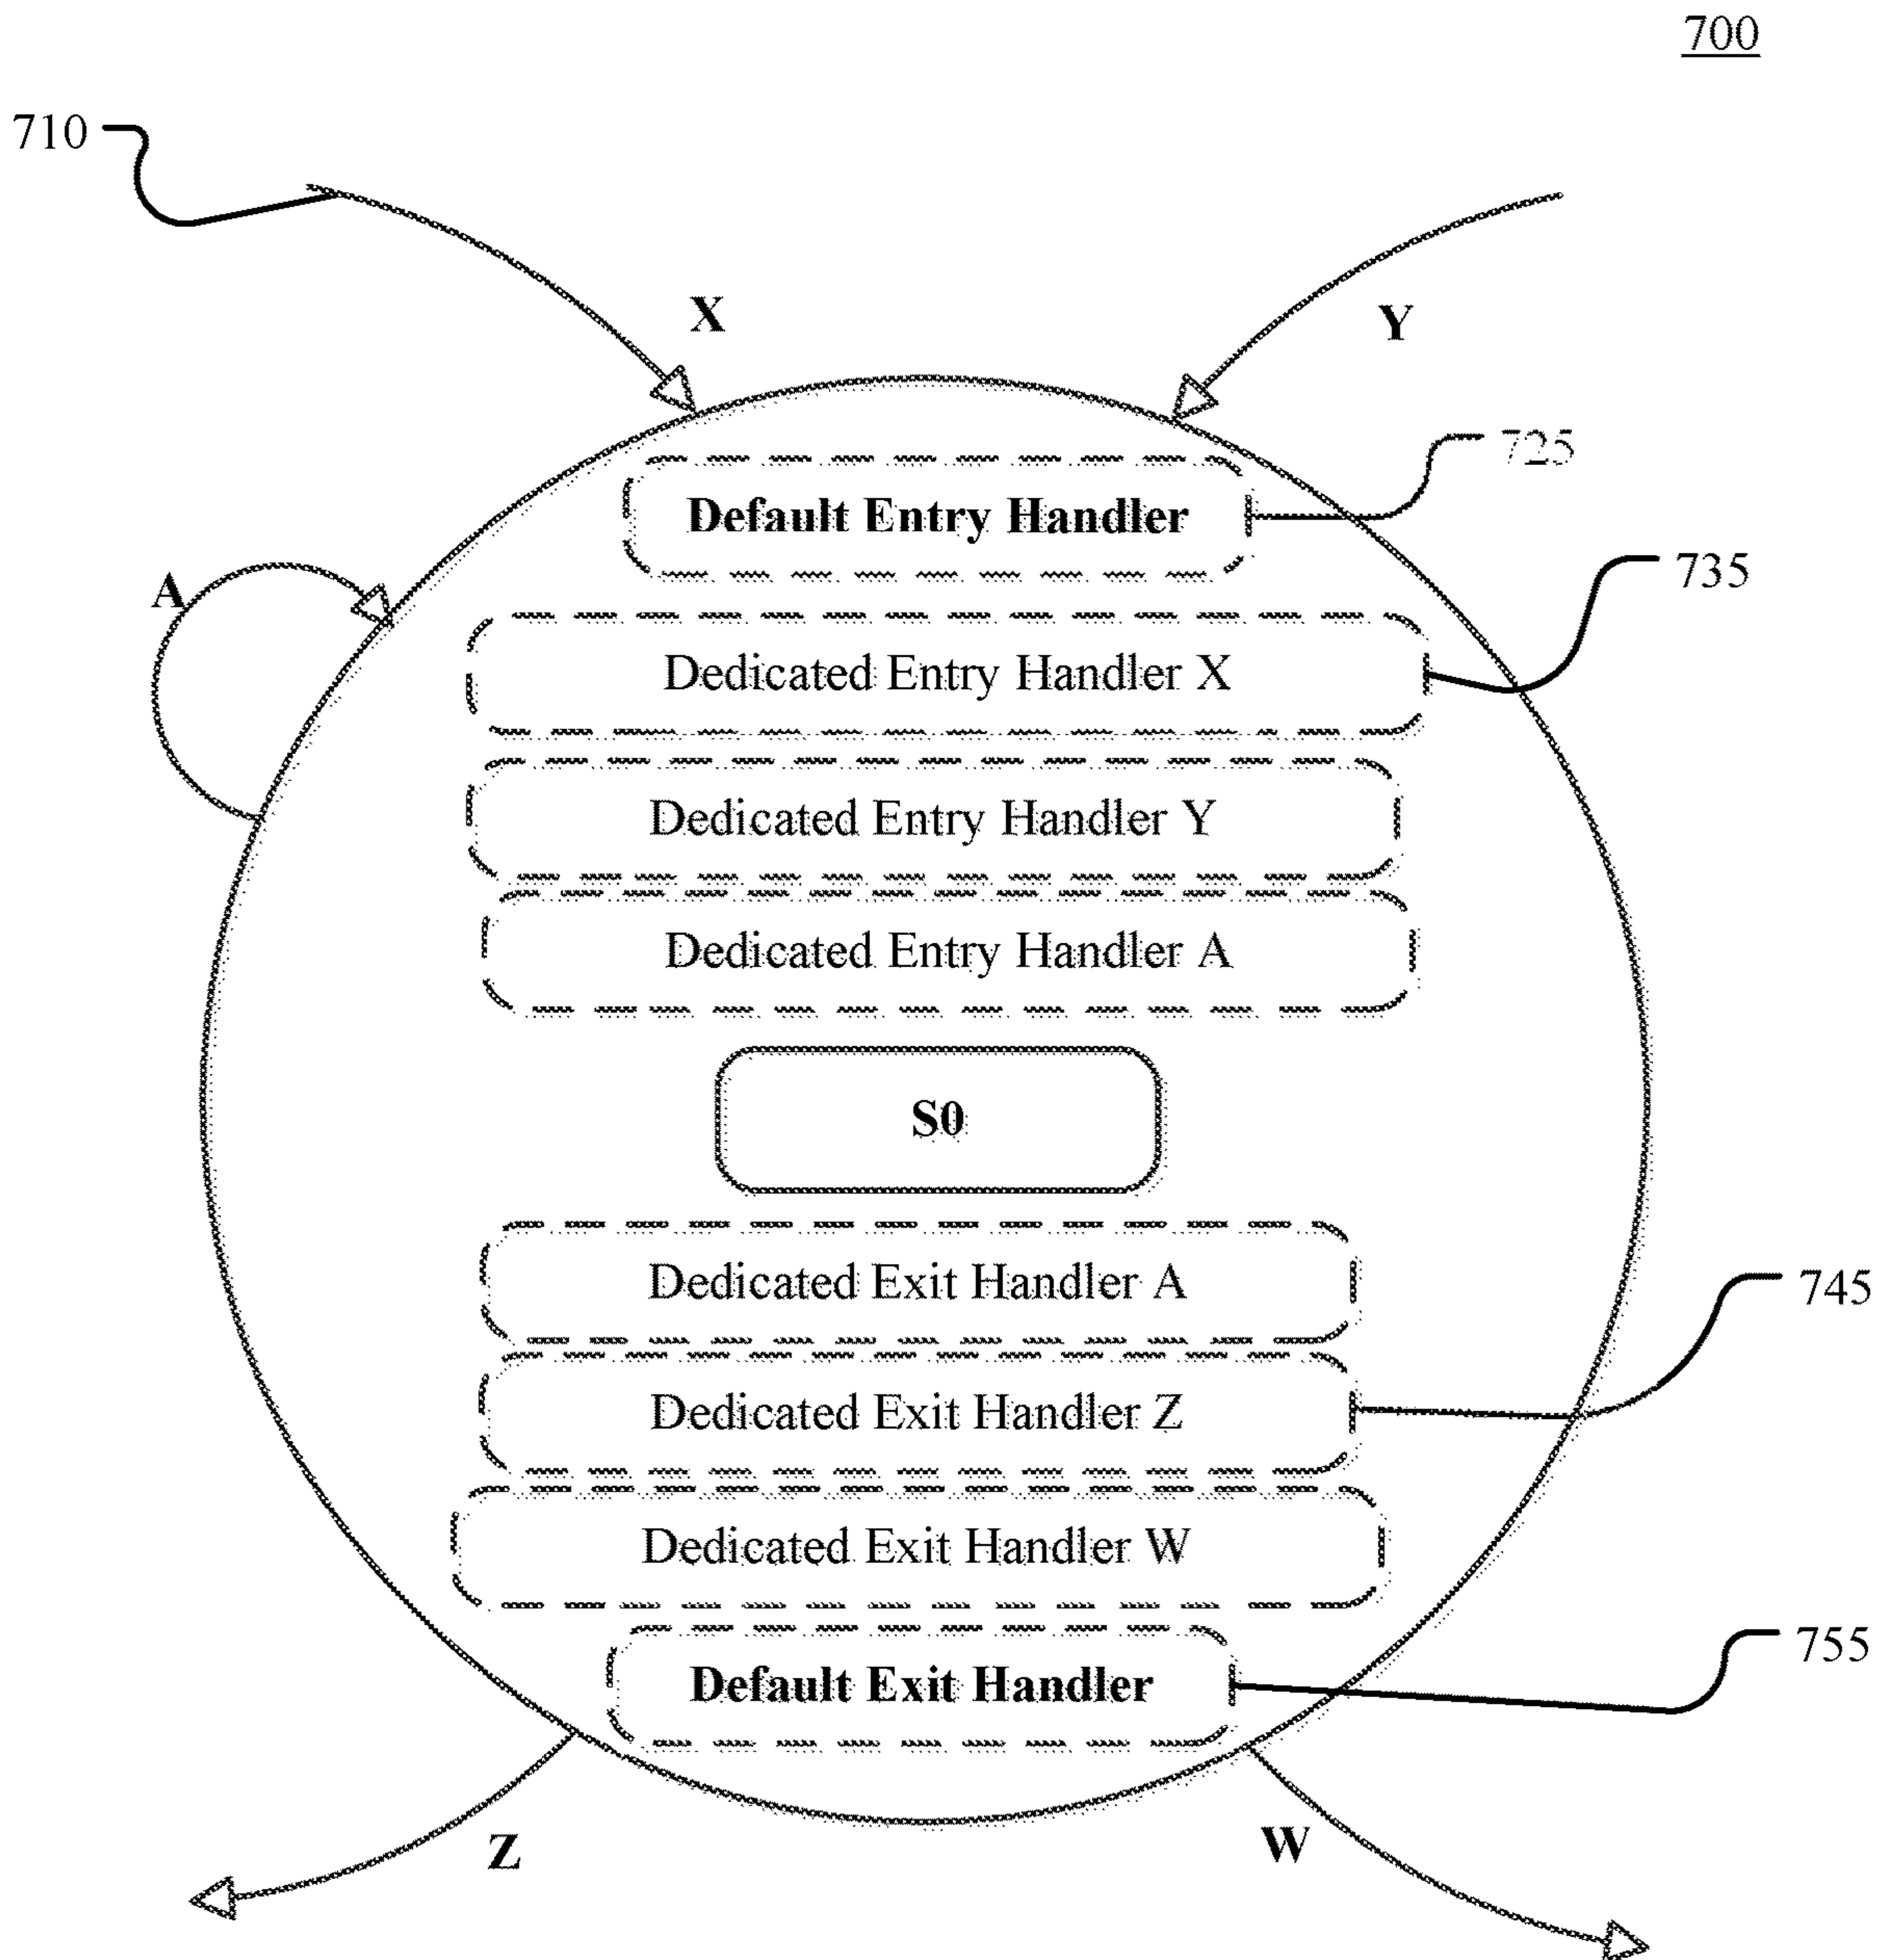 700
710
X
Y
725
Default Entry Handler
735
A
Dedicated Entry Handler X
Dedicated Entry Handler Y
Dedicated Entry Handler A
S0
Dedicated Exit Handler A
745
Dedicated Exit Handler Z
Dedicated Exit Handler W
755
Default Exit Handler
Z
W